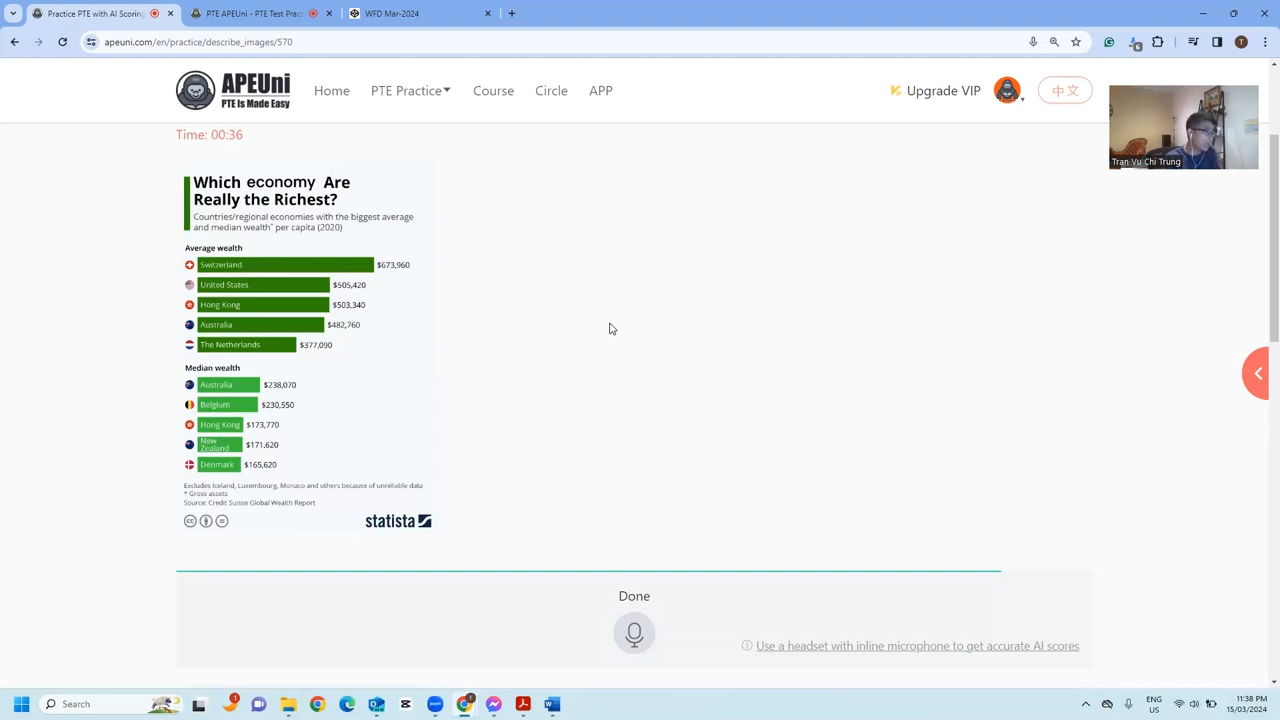 Practice PTE with AI Scoring
PTE Read March 2024
apeuni.com/en/practice/describe_images/570
APEUni
PTE Is Made Easy
Home
PTE Practice
Course
Circle
APP
Upgrade VIP
中文
Time: 00:36
Tran Vu Chi Trung
Which economy Are
Really the Richest?
Countries/regional economies with the biggest average
and median wealth* per capita (2020)
Average wealth
Switzerland $673,960
United States $505,420
Hong Kong $503,340
Australia $482,760
The Netherlands $377,090
Median wealth
Australia $238,070
Belgium $230,550
Hong Kong $173,770
New
Zealand $171,620
Denmark $165,620
Excludes Iceland, Luxembourg, Monaco and others because of unreliable data
* Gross assets
Source: Credit Suisse Global Wealth Report
statista
Done
Use a headset with inline microphone to get accurate AI scores
Search
ENG
US
11:38 PM
15/03/2024